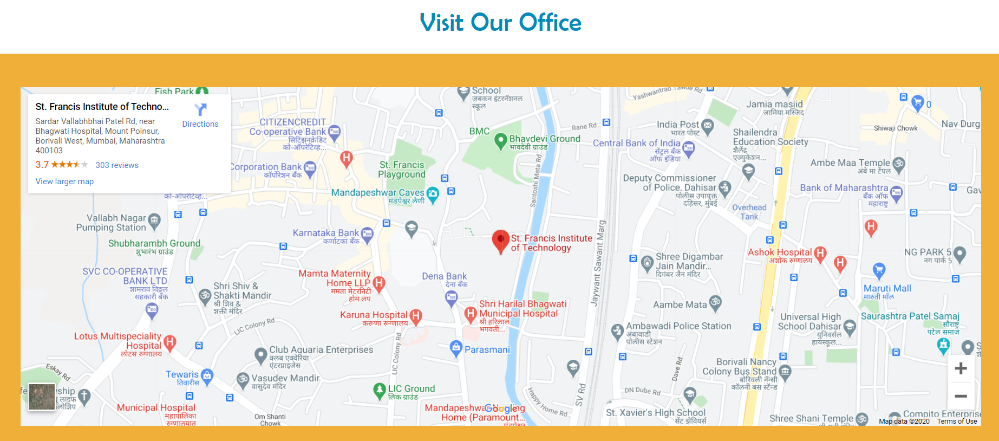 Visit Our Office
Fish Park
St. Francis Institute of Techno...
Sardar Vallabhbhai Patel Rd, near
Bhagwati Hospital, Mount Poinsur,
Borivali West, Mumbai, Maharashtra
400103
3.7
303 reviews
View larger map
Directions
School
जबकन इंटरनॅशनल
स्कूल
Yashwantrao Tawde Rd
Jamia masjid
जामिया मस्जिद
0
CITIZENCREDIT
Co-operative Bank
सिटिझनक्रेडिट
को-ऑपरेटिव्ह...
BMC
Bhavdevi Ground
भावदेवी ग्राउंड
Rane Rd
India Post
भारत पोस्ट
Shailendra
Education Society
शैलेंद्र
एज्युकेशन...
Shiwaji Chowk
Nav Durga
Central Bank of India
सेंट्रल बँक
ऑफ इंडिया
Corporation Bank
कॉर्पोरेशन बँक
St. Francis
Playground
Santoshi Mata Rd
Ambe Maa Temple
अंबे मा टेंपल
Deputy Commissioner
of Police, Dahisar
पोलीस उपायुक्त
दहिसर, मुंबई
Bank of Maharashtra
बँक ऑफ
महाराष्ट्र
Gav
को-ऑपरेटिव्ह...
Mandapeshwar Caves
मंडपेश्वर लेणी
Overhead
Tank
Vallabh Nagar
Pumping Station
Karnataka Bank
कर्णाटका बँक
Shubharambh Ground
शुभारंभ ग्राउंड
St. Francis Institute
of Technology
Jaywant Sawant Marg
Ashok Hospital
अशोक रुग्णालय
NG PARK 5
नग पार्क 5
Shree Digambar
Jain Mandir...
दिगंबर जैन मंदिर
SVC CO-OPERATIVE
BANK LTD
शामराव विठ्ठल
सहकारी बँक
Mamta Maternity
Home LLP
ममता मेटरनिटी
होम लप
Dena Bank
देना बँक
Shri Shiv &
Shakti Mandir
श्री शिव &
शक्ती मंदिर
Maruti Mall
मारुती मॉल
Aambe Mata
Shri Harilal Bhagwati
Municipal Hospital
श्री हरिलाल
भगवती...
Karuna Hospital
करूणा रूग्णालय
Universal High
School Dahisar
युनिवर्सल
हायस्कूल...
Saurashtra Patel Samaj
सौराष्ट्र
पटेल समाज
LIC Colony Rd
Ambawadi Police Station
अंबावाडी
पोलीस स्टेशन
Lotus Multispeciality
Hospital
लोटस रुग्णालय
Club Aquaria Enterprises
क्लब एक्वेरिया
एंटरप्राइजेस
LIC Colony Rd
Parasmani
Eskay Rd
Tewaris
तिवारीस
Vasudev Mandir
वासुदेव मंदिर
Dave Rd
Borivali Nancy
Colony Bus Stand
बोरिवली नॅन्सी
कॉलनी बस स्टॅन्ड
LIC Ground
लिक ग्राउंड
SV Rd
DN Dube Rd
Happy Home Rd
Municipal Hospital
महापालिका
रुग्णालयात
Om Shanti
Chowk
Google
Home (Paramount...
St. Xavier's High School
सेंट झेवियर्स
Shree Shani Temple
Compito Enterprise
Map data ©2020
Terms of Use